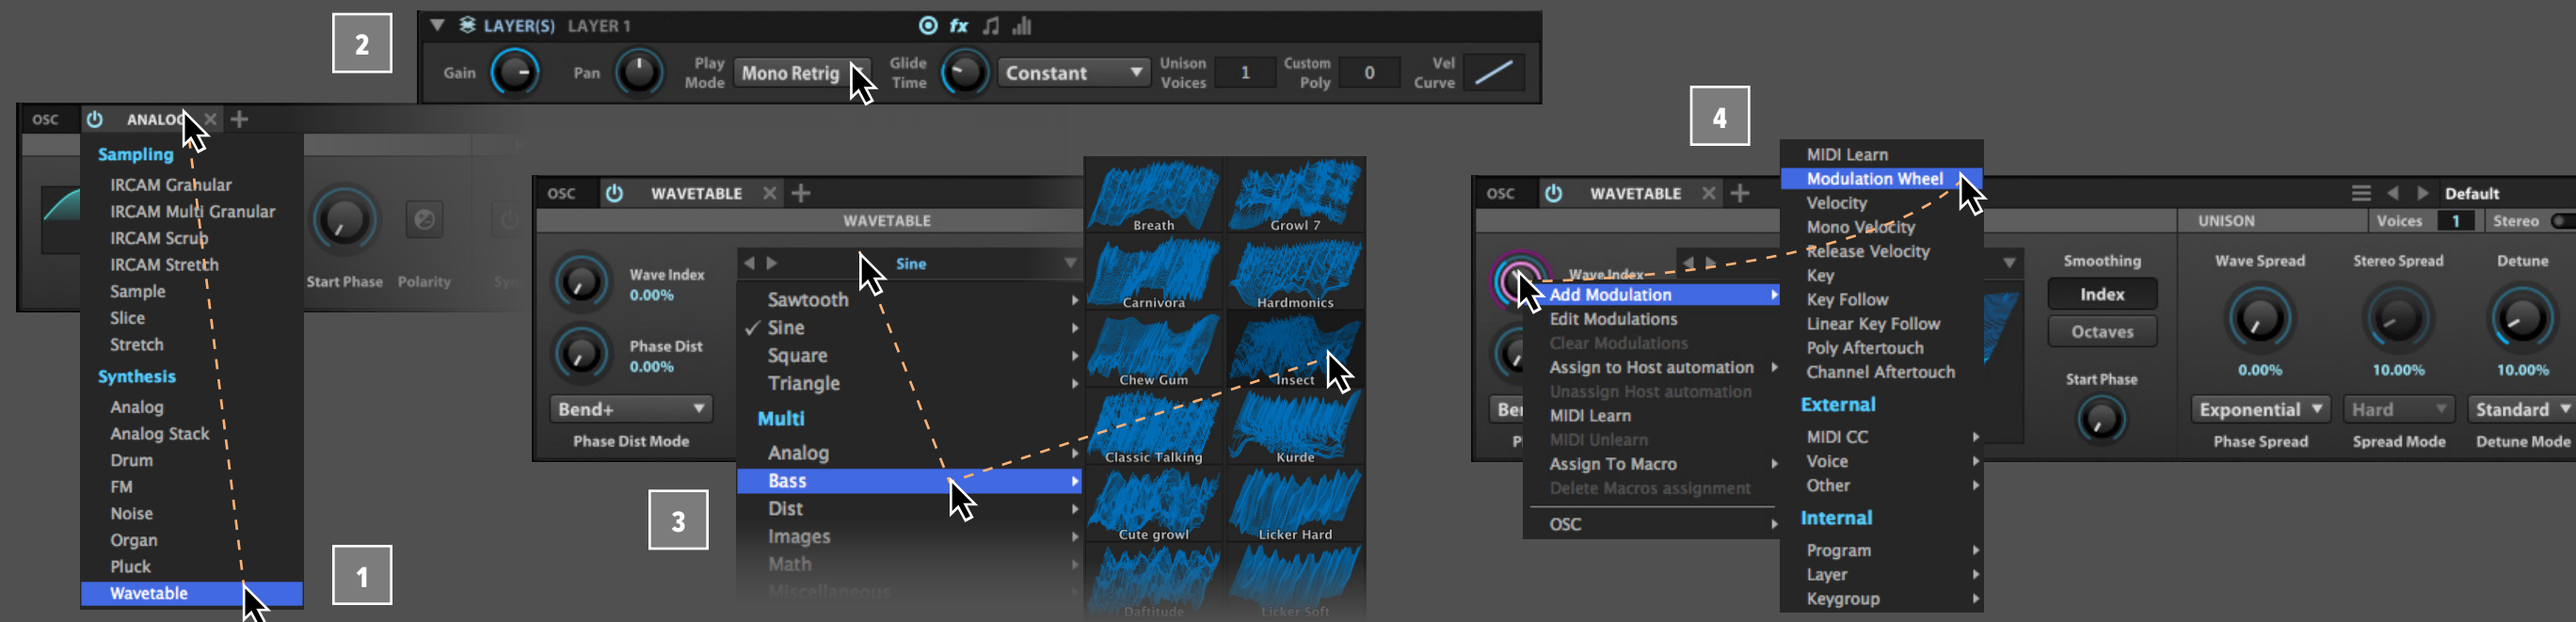 2
LAYER(S) LAYER 1 fx
Gain Pan Play Mode Mono Retrig Glide Time Constant Unison Voices 1 Custom Poly 0 Vel Curve
OSC ANALOG
Sampling
IRCAM Granular
IRCAM Multi Granular
IRCAM Scrub
IRCAM Stretch
Sample
Slice
Stretch
Synthesis
Analog
Analog Stack
Drum
FM
Noise
Organ
Pluck
Wavetable
Start Phase Polarity
1
OSC WAVETABLE
WAVETABLE
Wave Index
0.00%
Phase Dist
0.00%
Bend+
Phase Dist Mode
Sine
Sawtooth
Sine
Square
Triangle
Multi
Analog
Bass
Dist
Images
Math
Miscellaneous
3
Breath Growl 7
Carnivora Hardmonics
Chew Gum Insect
Classic Talking Kurde
Cute growl Licker Hard
Daftitude Licker Soft
4
OSC WAVETABLE
Default
UNISON Voices 1 Stereo
Wave Index
Add Modulation
Edit Modulations
Clear Modulations
Assign to Host automation
Unassign Host automation
MIDI Learn
MIDI Unlearn
Assign To Macro
Delete Macros assignment
OSC
MIDI Learn
Modulation Wheel
Velocity
Mono Velocity
Release Velocity
Key
Key Follow
Linear Key Follow
Poly Aftertouch
Channel Aftertouch
External
MIDI CC
Voice
Other
Internal
Program
Layer
Keygroup
Smoothing
Index
Octaves
Start Phase
Wave Spread Stereo Spread Detune
0.00% 10.00% 10.00%
Exponential Hard Standard
Phase Spread Spread Mode Detune Mode